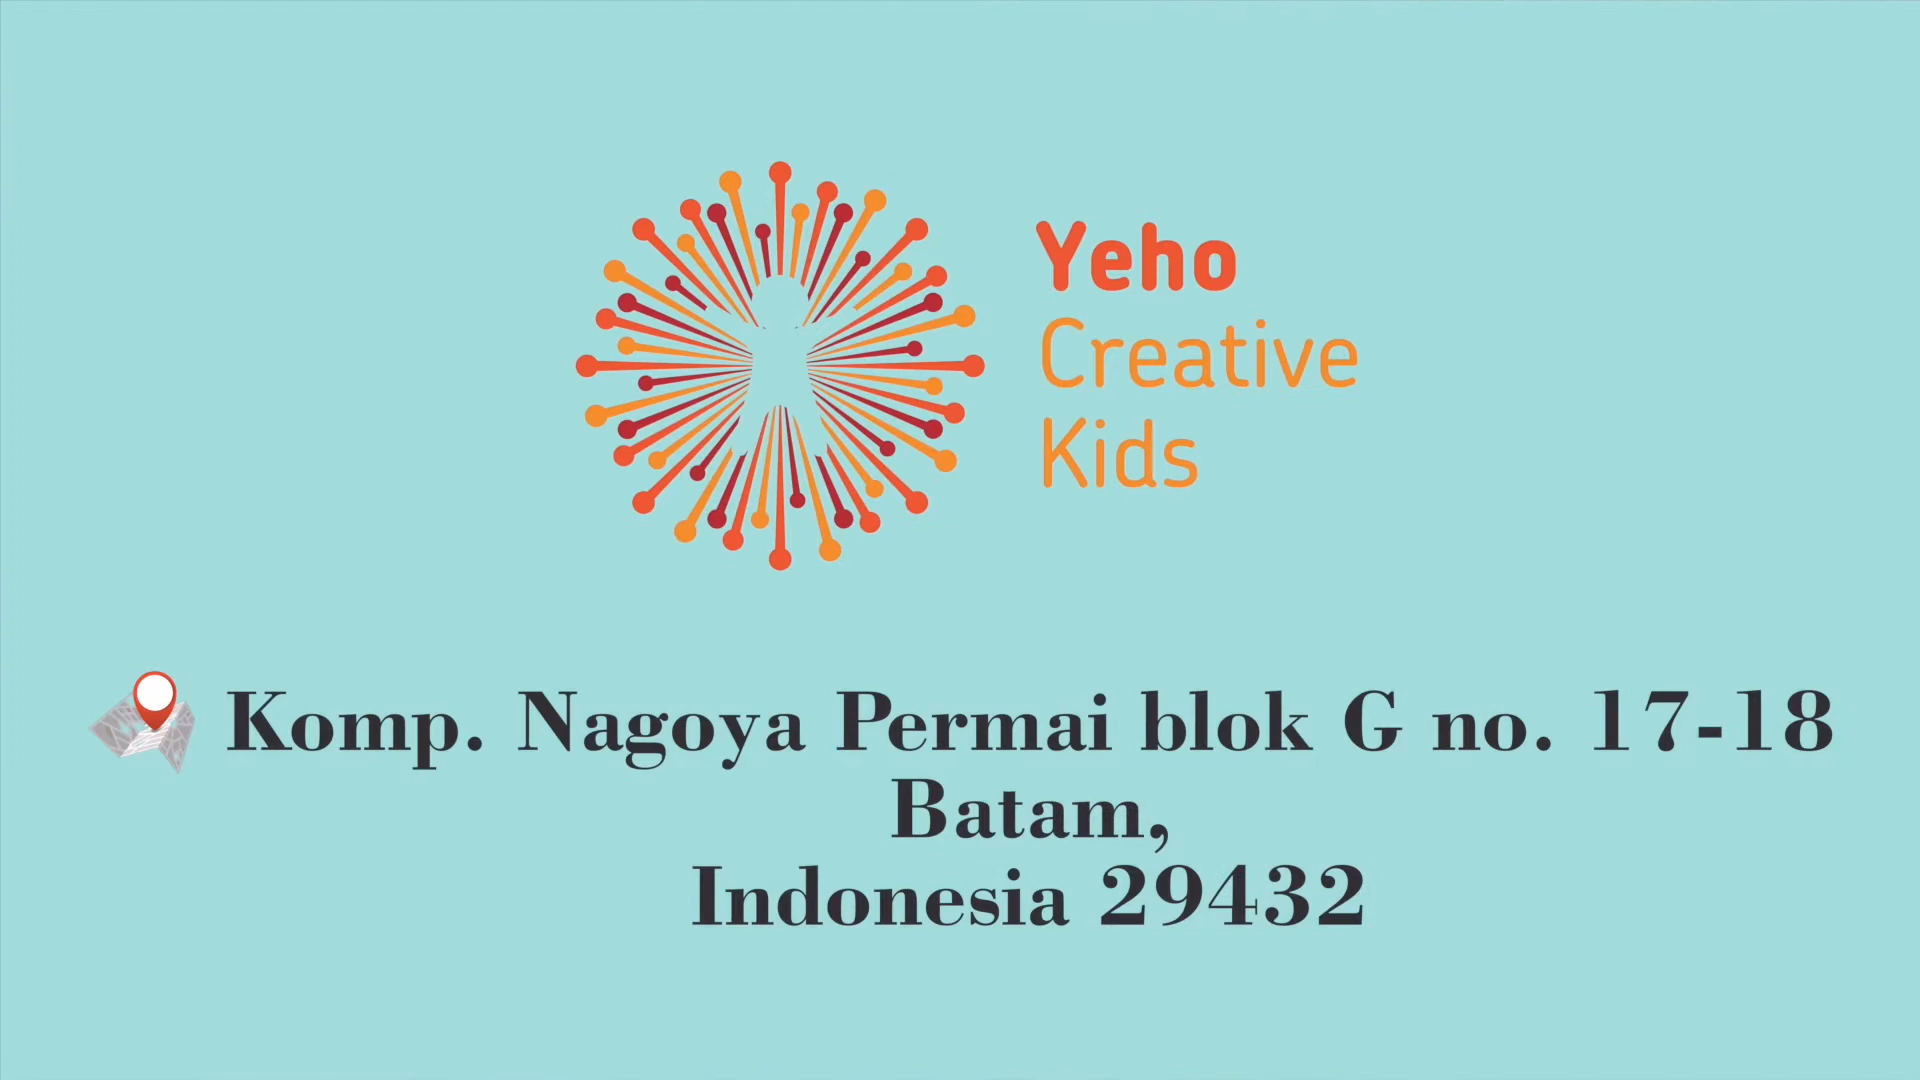 Yeho
Creative
Kids
Komp. Nagoya Permai blok G no. 17-18
Batam,
Indonesia 29432